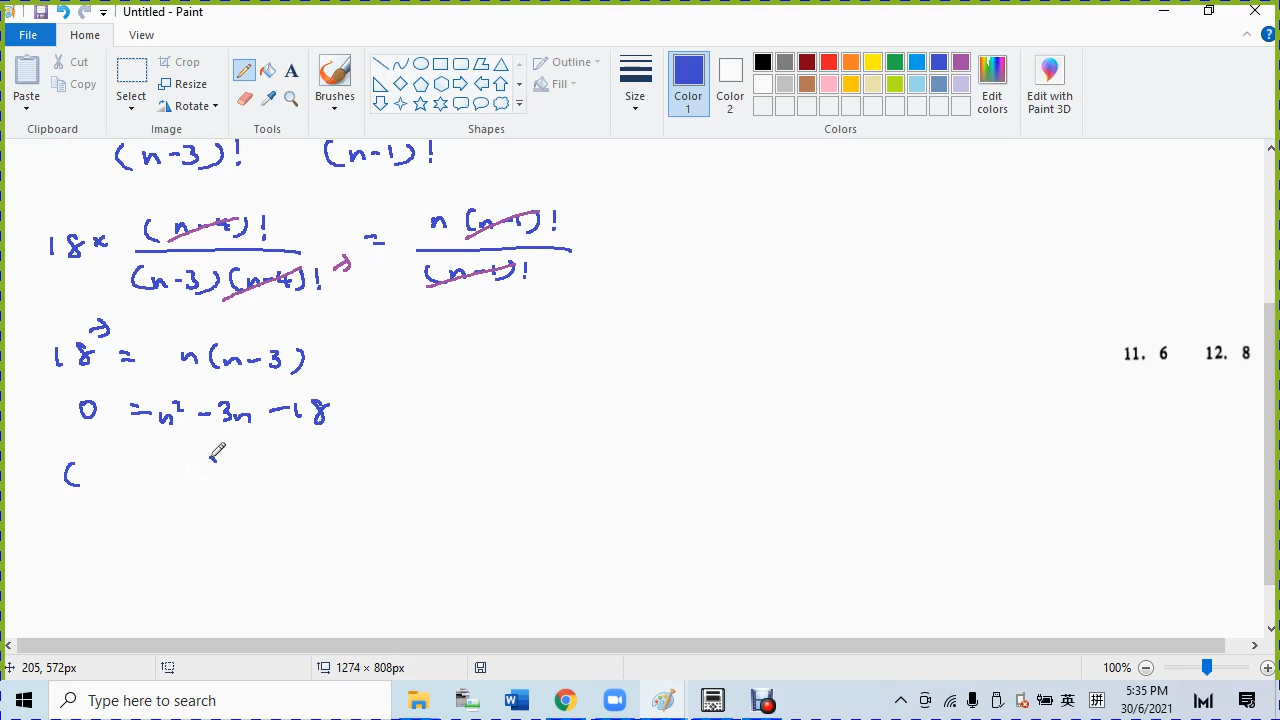 Untitled - Paint
File Home View
Paste Cut Copy Clipboard
Select Crop Resize Rotate Image
Tools
Brushes
Outline Fill Shapes
Size
Color 1 Color 2
Edit colors
Edit with Paint 3D
Colors
(n-3)! (n-1)!
18× (n-4)! / (n-3)(n-4)! = n(n-1)! / (n-1)!
18 = n(n-3)
11. 6 12. 8
0 = n² - 3n - 18
(
205, 572px 1274 × 808px 100%
Type here to search
英 拼
5:35 PM
30/6/2021